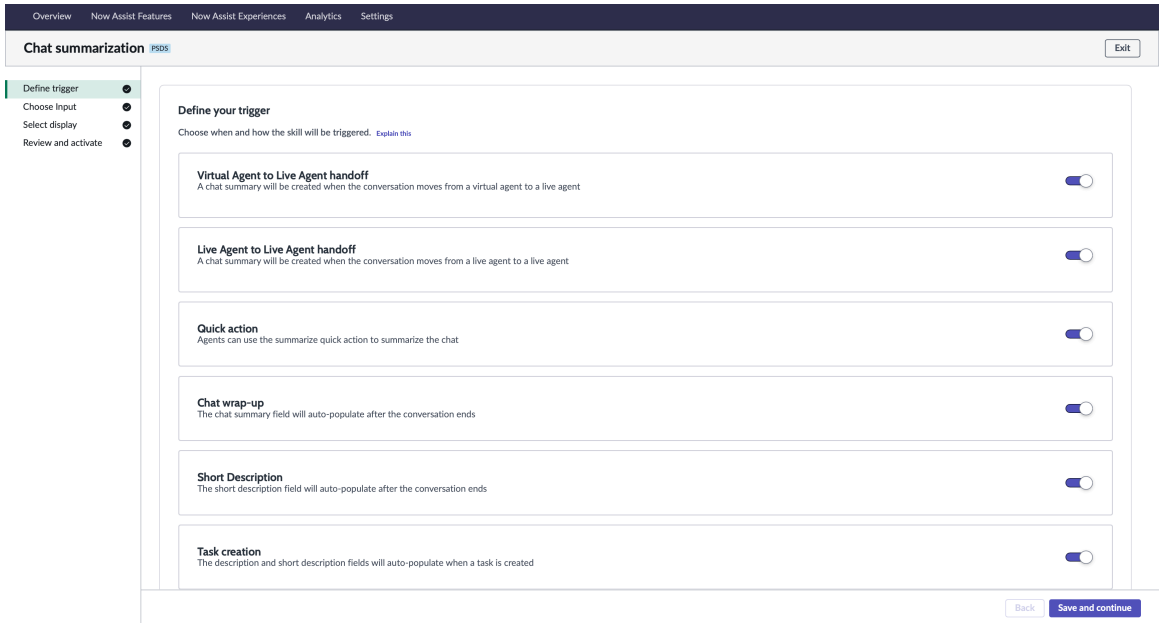 Overview Now Assist Features Now Assist Experiences Analytics Settings
Chat summarization PSDS Exit
Define trigger
Choose Input
Select display
Review and activate
Define your trigger
Choose when and how the skill will be triggered. Explain this
Virtual Agent to Live Agent handoff
A chat summary will be created when the conversation moves from a virtual agent to a live agent
Live Agent to Live Agent handoff
A chat summary will be created when the conversation moves from a live agent to a live agent
Quick action
Agents can use the summarize quick action to summarize the chat
Chat wrap-up
The chat summary field will auto-populate after the conversation ends
Short Description
The short description field will auto-populate after the conversation ends
Task creation
The description and short description fields will auto-populate when a task is created
Back Save and continue